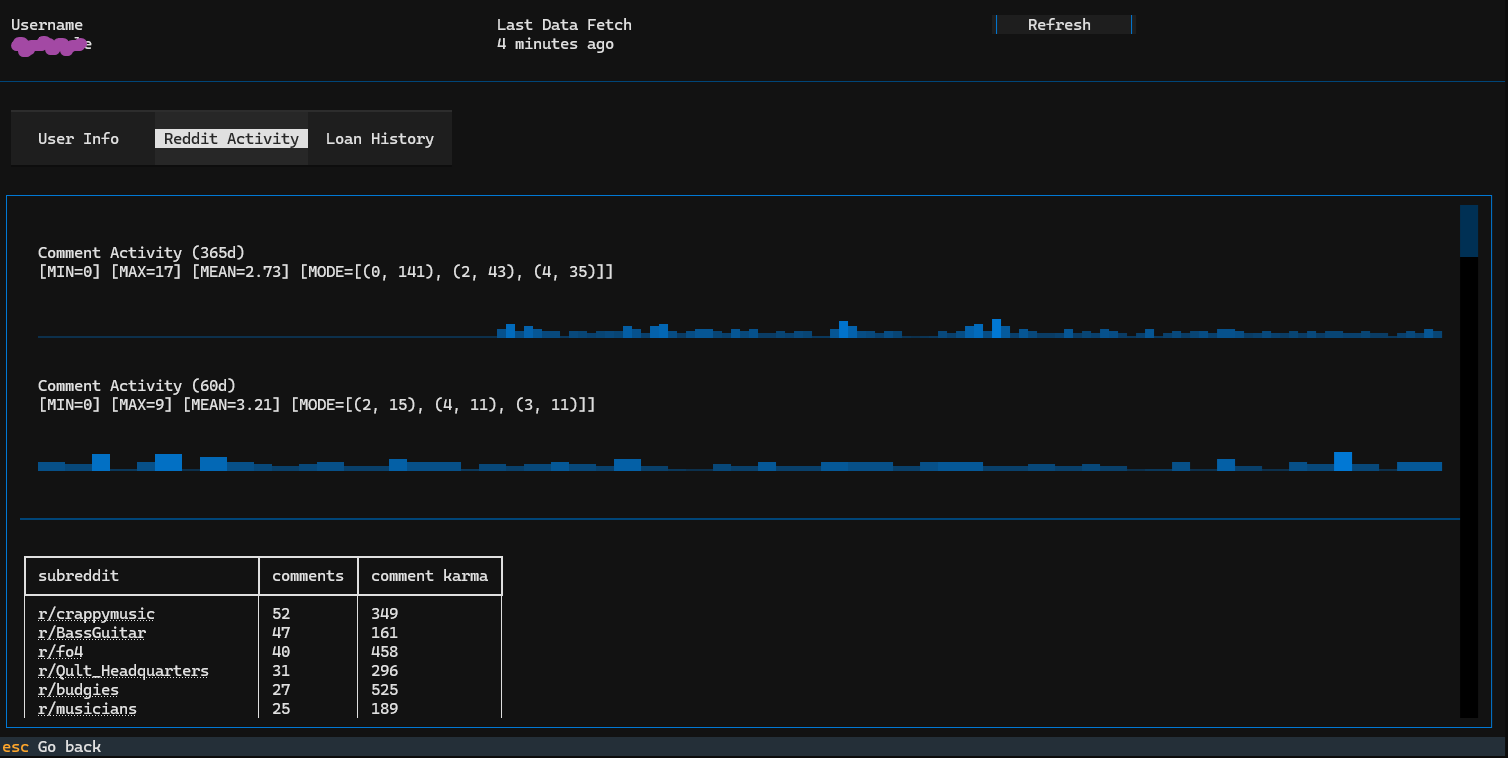 Username
Last Data Fetch
Refresh
4 minutes ago
User Info
Reddit Activity
Loan History
Comment Activity (365d)
[MIN=0] [MAX=17] [MEAN=2.73] [MODE=[(0, 141), (2, 43), (4, 35)]]
Comment Activity (60d)
[MIN=0] [MAX=9] [MEAN=3.21] [MODE=[(2, 15), (4, 11), (3, 11)]]
subreddit comments comment karma
r/crappymusic 52 349
r/BassGuitar 47 161
r/fo4 40 458
r/Qult_Headquarters 31 296
r/budgies 27 525
r/musicians 25 189
esc Go back